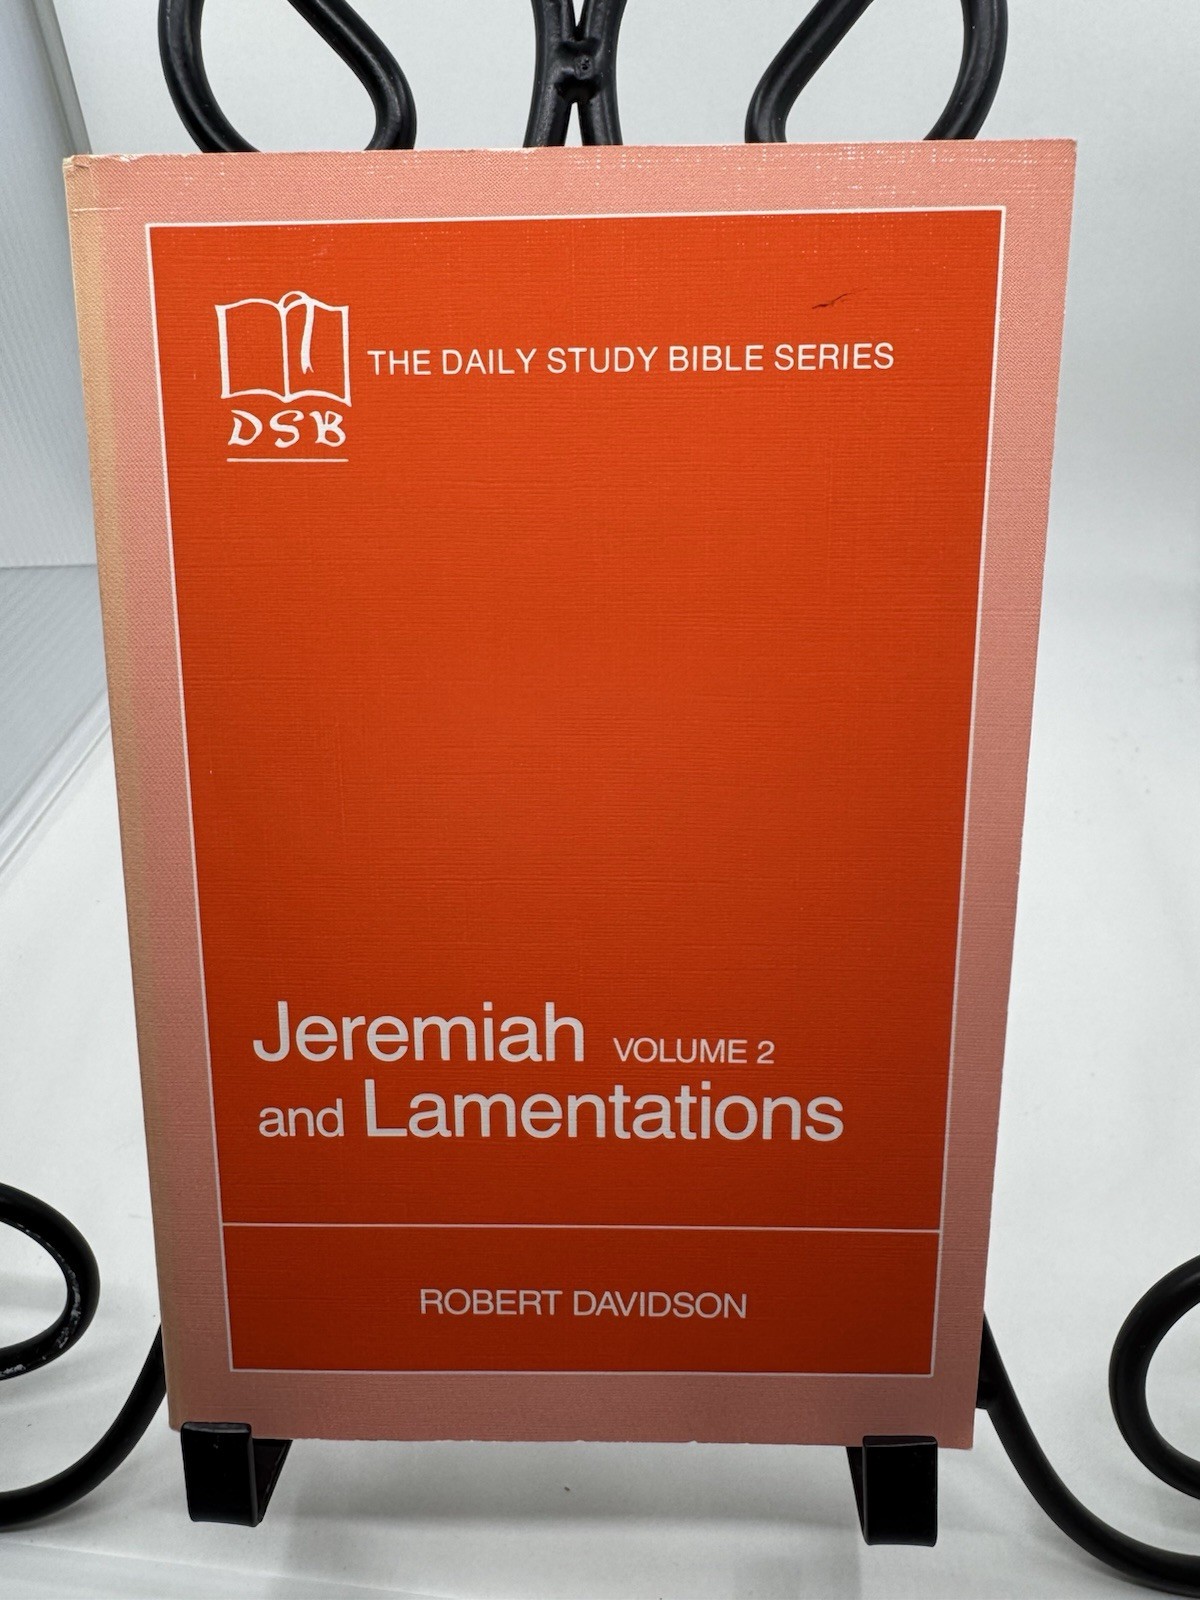 THE DAILY STUDY BIBLE SERIES
DSB
Jeremiah VOLUME 2
and Lamentations
ROBERT DAVIDSON